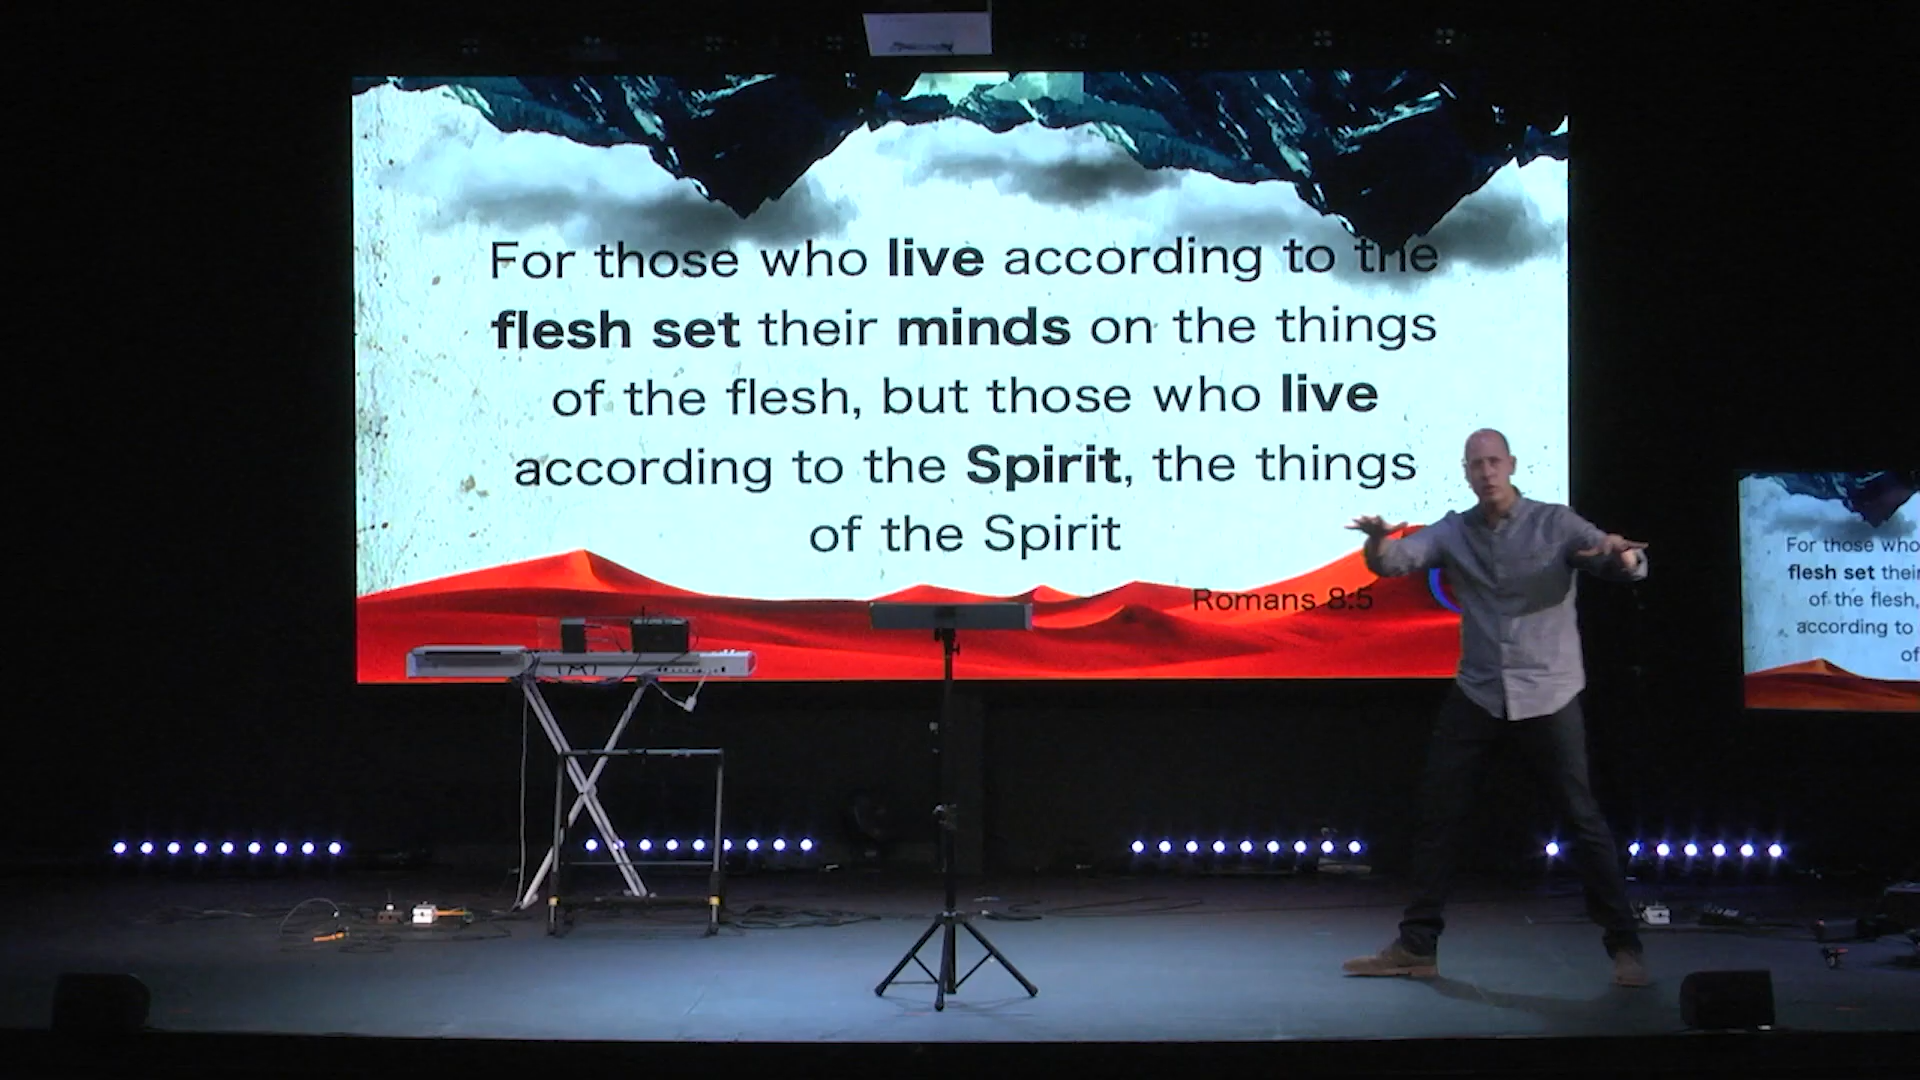 For those who live according to the
flesh set their minds on the things
of the flesh, but those who live
according to the Spirit, the things
of the Spirit
Romans 8:5
For those who
flesh set their
of the flesh,
according to
of